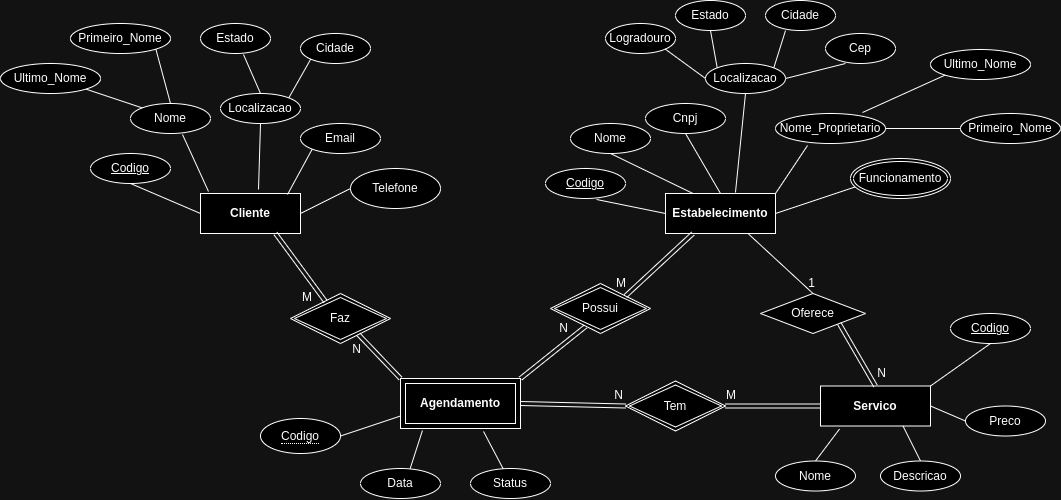 Estado
Cidade
Primeiro_Nome
Estado
Logradouro
Cidade
Cep
Ultimo_Nome
Ultimo_Nome
Localizacao
Localizacao
Nome
Cnpj
Nome_Proprietario
Primeiro_Nome
Email
Nome
Codigo
Telefone
Codigo
Funcionamento
Cliente
Estabelecimento
M
M
1
Faz
Possui
Oferece
N
N
Codigo
N
N
M
Agendamento
Tem
Servico
Codigo
Preco
Data
Status
Nome
Descricao